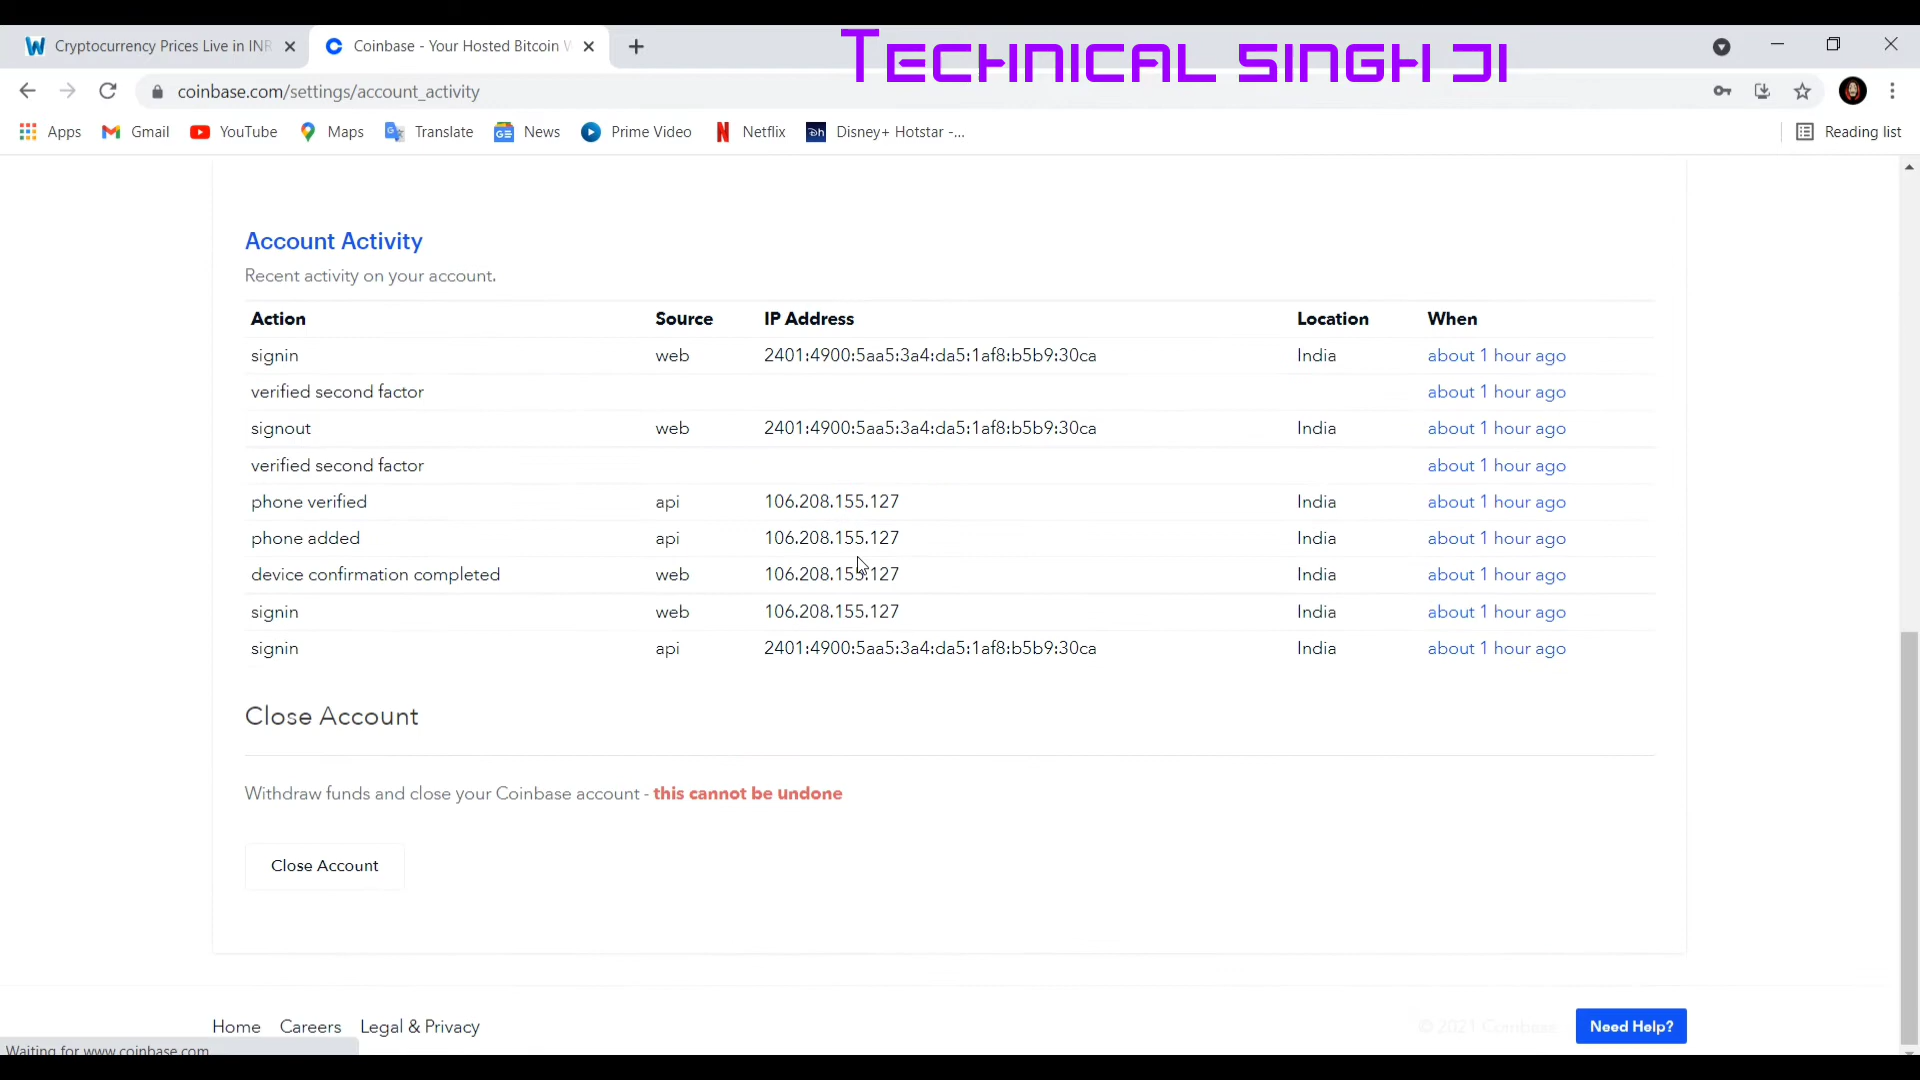 Cryptocurrency Prices Live in INR
Coinbase - Your Hosted Bitcoin W
TECHNICAL SINGH JI
coinbase.com/settings/account_activity
Apps Gmail YouTube Maps Translate News Prime Video Netflix Disney+ Hotstar -... Reading list
Account Activity
Recent activity on your account.
Action Source IP Address Location When
signin web 2401:4900:5aa5:3a4:da5:1af8:b5b9:30ca India about 1 hour ago
verified second factor about 1 hour ago
signout web 2401:4900:5aa5:3a4:da5:1af8:b5b9:30ca India about 1 hour ago
verified second factor about 1 hour ago
phone verified api 106.208.155.127 India about 1 hour ago
phone added api 106.208.155.127 India about 1 hour ago
device confirmation completed web 106.208.155.127 India about 1 hour ago
signin web 106.208.155.127 India about 1 hour ago
signin api 2401:4900:5aa5:3a4:da5:1af8:b5b9:30ca India about 1 hour ago
Close Account
Withdraw funds and close your Coinbase account - this cannot be undone
Close Account
Home Careers Legal & Privacy © 2021 Coinbase Need Help?
Waiting for www.coinbase.com